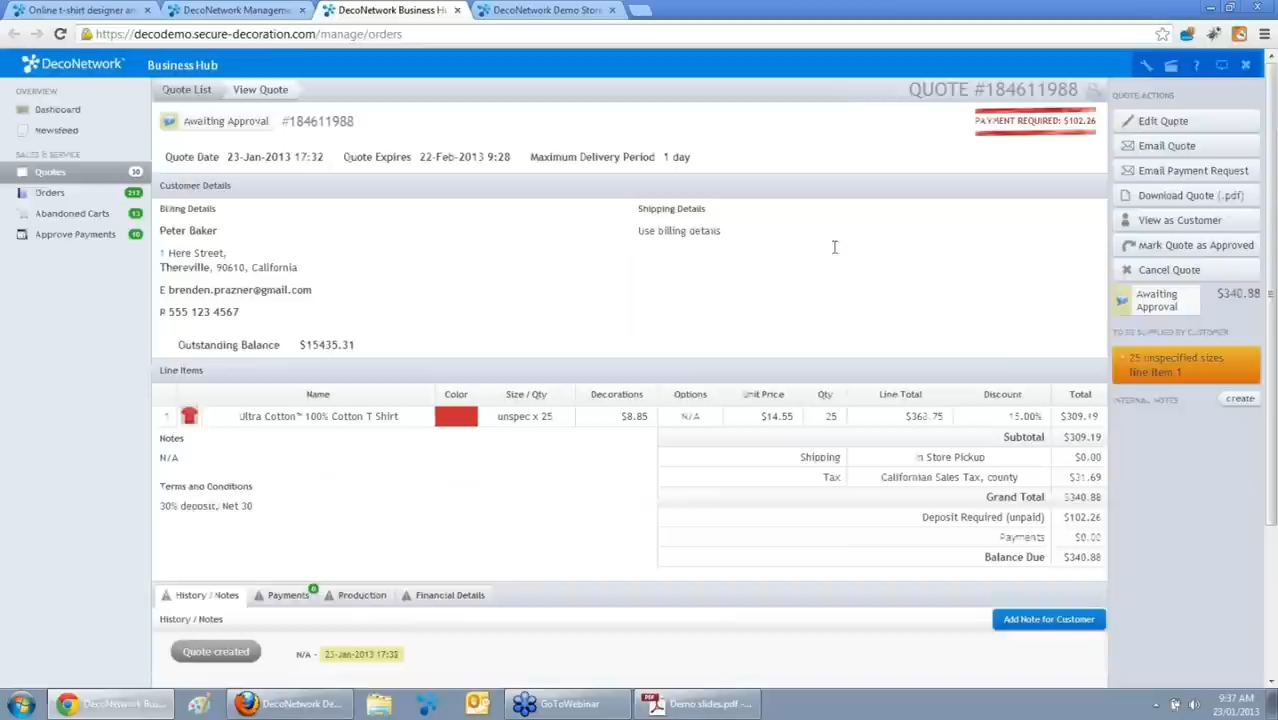 Online t-shirt designer an
DecoNetwork Manageme
DecoNetwork Business H
DecoNetwork Demo Stor
https://decodemo.secure-decoration.com/manage/orders
DecoNetwork
Business Hub
OVERVIEW
Dashboard
Newsfeed
SALES & SERVICE
Quotes 30
Orders 213
Abandoned Carts 13
Approve Payments 10
Quote List
View Quote
QUOTE #184611988
Awaiting Approval #184611988
PAYMENT REQUIRED: $102.26
Quote Date 23-Jan-2013 17:32 Quote Expires 22-Feb-2013 9:28 Maximum Delivery Period 1 day
Customer Details
Billing Details
Shipping Details
Peter Baker
Use billing details
1 Here Street,
Thereville, 90610, California
E brenden.prazner@gmail.com
R 555 123 4567
Outstanding Balance $15435.31
Line Items
Name Color Size / Qty Decorations Options Unit Price Qty Line Total Discount Total
1 Ultra Cotton™ 100% Cotton T Shirt unspec x 25 $8.85 N/A $14.55 25 $363.75 15.00% $309.19
Notes
Subtotal $309.19
N/A
Shipping In Store Pickup $0.00
Tax Californian Sales Tax, county $31.69
Terms and Conditions
Grand Total $340.88
30% deposit, Net 30
Deposit Required (unpaid) $102.26
Payments $0.00
Balance Due $340.88
History / Notes
Payments 0
Production
Financial Details
History / Notes
Add Note for Customer
Quote created
N/A - 23-Jan-2013 17:32
QUOTE ACTIONS
Edit Quote
Email Quote
Email Payment Request
Download Quote (.pdf)
View as Customer
Mark Quote as Approved
Cancel Quote
Awaiting
Approval
$340.88
TO BE SUPPLIED BY CUSTOMER
25 unspecified sizes
line item 1
INTERNAL NOTES
create
DecoNetwork Bus...
DecoNetwork De...
GoToWebinar
Demo slides.pdf -...
9:37 AM
23/01/2013